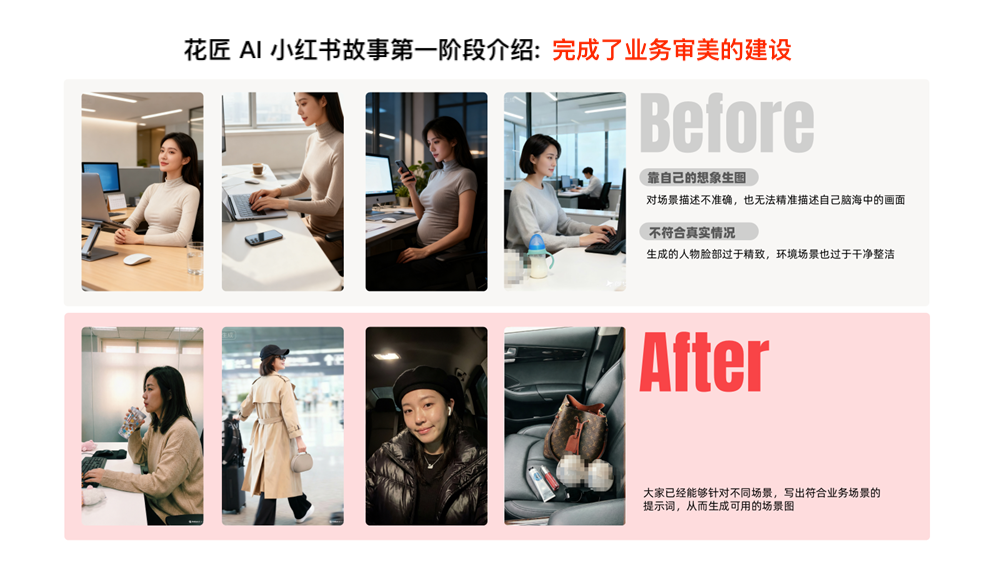 花匠 AI 小红书故事第一阶段介绍: 完成了业务审美的建设
Before
靠自己的想象生图
对场景描述不准确，也无法精准描述自己脑海中的画面
不符合真实情况
生成的人物脸部过于精致，环境场景也过于干净整洁
After
大家已经能够针对不同场景，写出符合业务场景的
提示词，从而生成可用的场景图